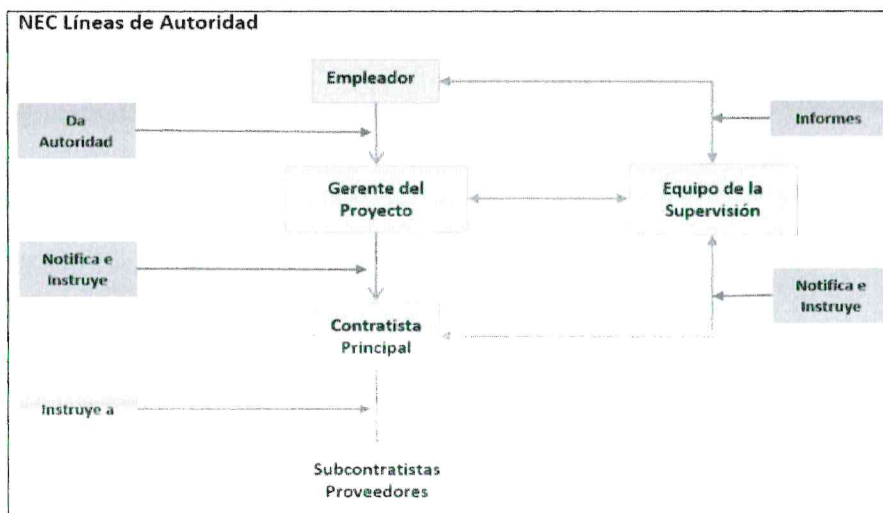 NEC Líneas de Autoridad
Empleador
Da
Autoridad
Informes
Gerente del
Proyecto
Equipo de la
Supervisión
Notifica e
Instruye
Notifica e
Instruye
Contratista
Principal
Instruye a
Subcontratistas
Proveedores